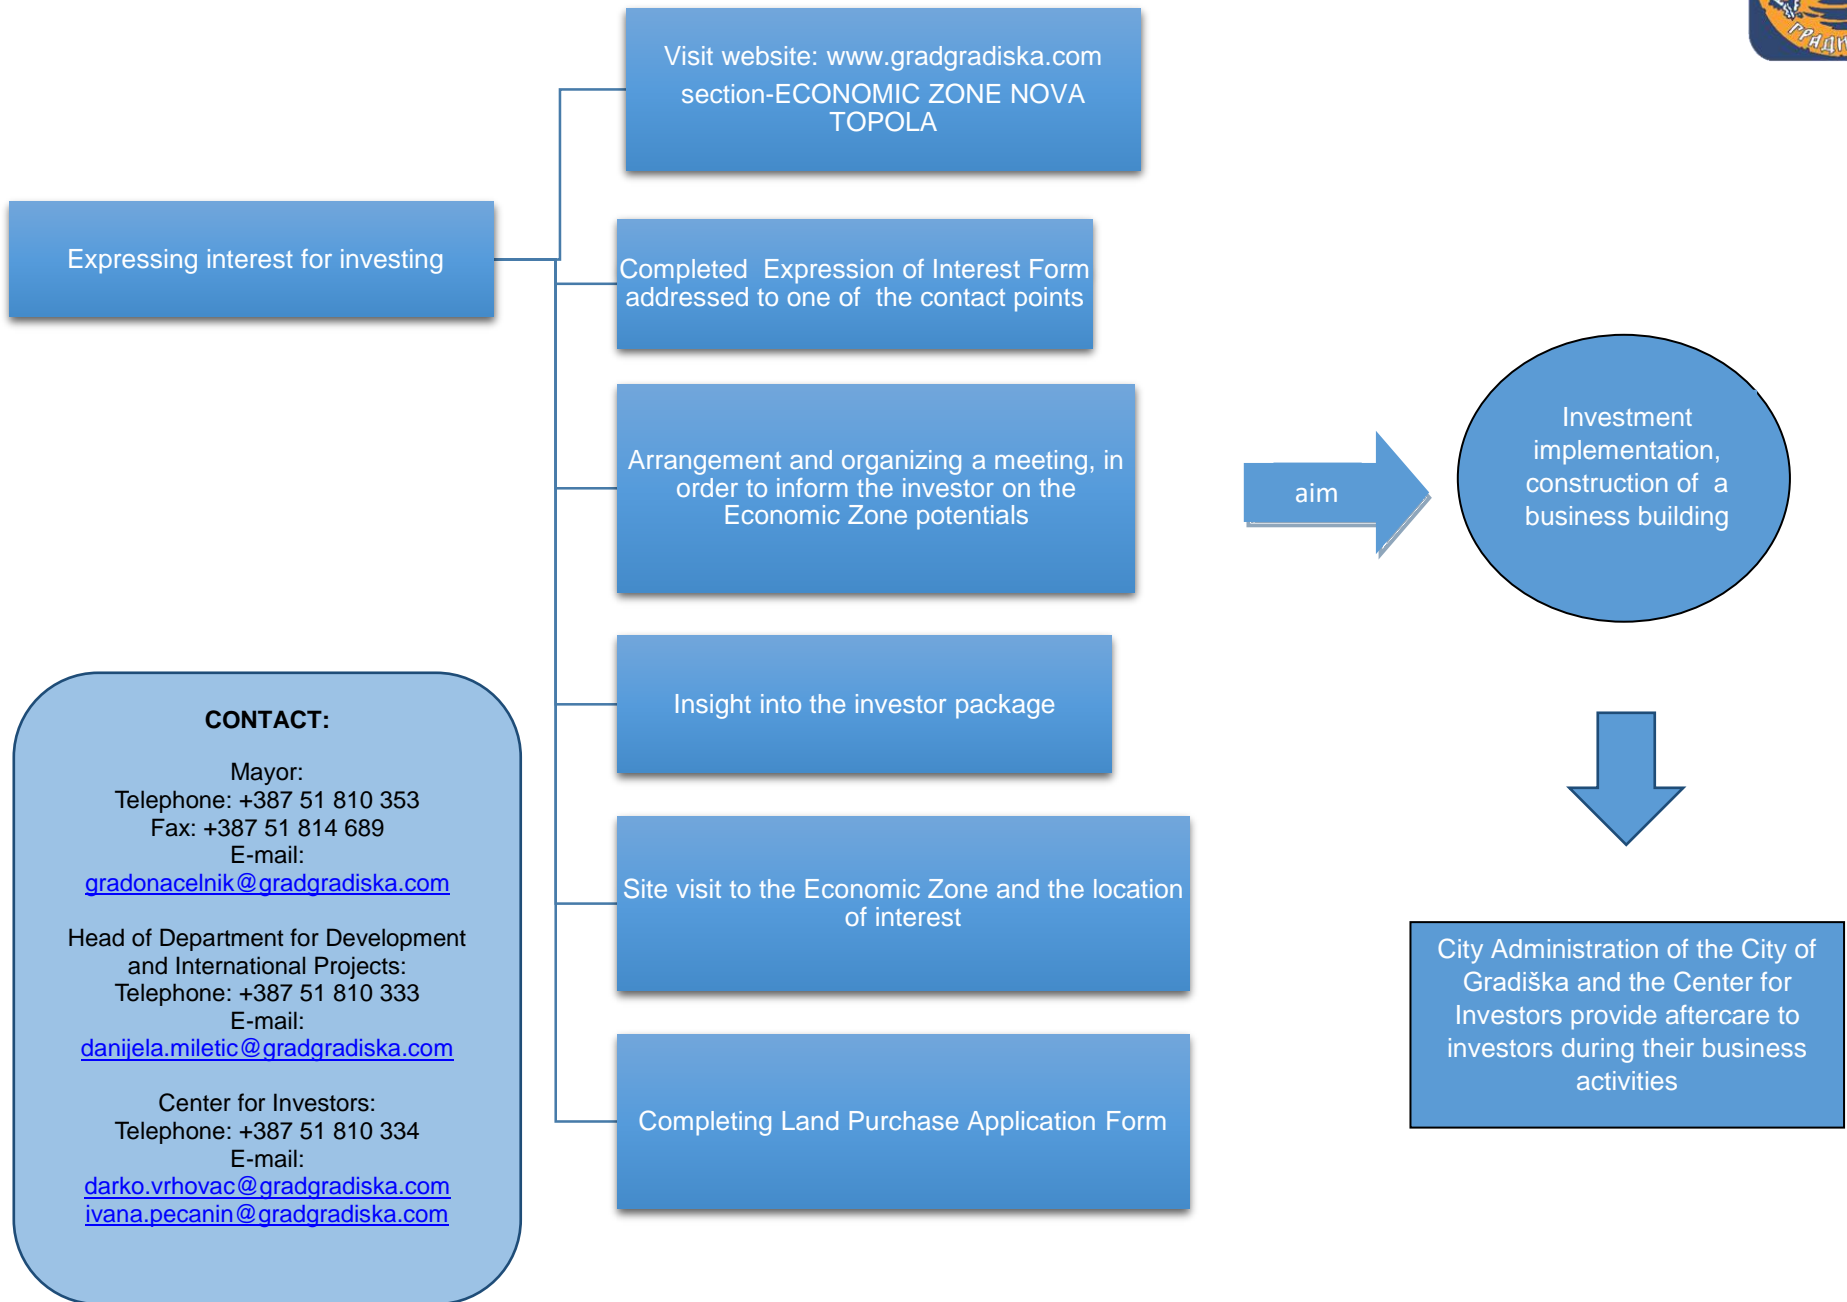 Visit website: www.gradgradiska.com
section-ECONOMIC ZONE NOVA
TOPOLA
Expressing interest for investing
Completed Expression of Interest Form
addressed to one of the contact points
Arrangement and organizing a meeting, in
order to inform the investor on the
Economic Zone potentials
aim
Investment
implementation,
construction of a
business building
Insight into the investor package
Site visit to the Economic Zone and the location
of interest
Completing Land Purchase Application Form
City Administration of the City of
Gradiška and the Center for
Investors provide aftercare to
investors during their business
activities
CONTACT:
Mayor:
Telephone: +387 51 810 353
Fax: +387 51 814 689
E-mail:
gradonacelnik@gradgradiska.com
Head of Department for Development
and International Projects:
Telephone: +387 51 810 333
E-mail:
danijela.miletic@gradgradiska.com
Center for Investors:
Telephone: +387 51 810 334
E-mail:
darko.vrhovac@gradgradiska.com
ivana.pecanin@gradgradiska.com